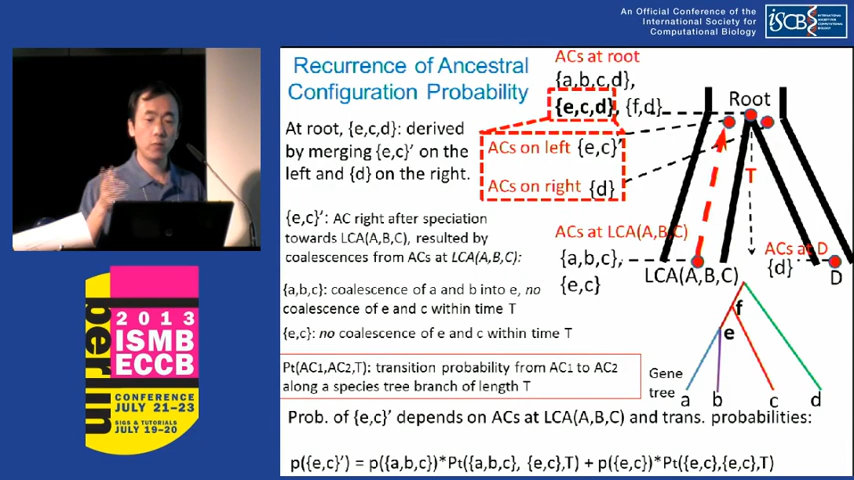 An Official Conference of the
International Society for
Computational Biology
ISCB
INTERNATIONAL
SOCIETY FOR
COMPUTATIONAL
BIOLOGY
Recurrence of Ancestral
Configuration Probability
ACs at root
{a,b,c,d},
{e,c,d}, {f,d}
Root
At root, {e,c,d}: derived
by merging {e,c}' on the
left and {d} on the right.
ACs on left {e,c}'
ACs on right {d}
T
{e,c}': AC right after speciation
towards LCA(A,B,C), resulted by
coalescences from ACs at LCA(A,B,C):
ACs at LCA(A,B,C)
{a,b,c},
{e,c}
LCA(A,B,C)
ACs at D
{d}
D
{a,b,c}: coalescence of a and b into e, no
coalescence of e and c within time T
{e,c}: no coalescence of e and c within time T
f
e
Gene
tree
a b c d
Pt(AC1,AC2,T): transition probability from AC1 to AC2
along a species tree branch of length T
Prob. of {e,c}' depends on ACs at LCA(A,B,C) and trans. probabilities:
p({e,c}') = p({a,b,c})*Pt({a,b,c}, {e,c},T) + p({e,c})*Pt({e,c},{e,c},T)
berlin
2013
ISMB
ECCB
CONFERENCE
JULY 21-23
SIGS & TUTORIALS
JULY 19-20